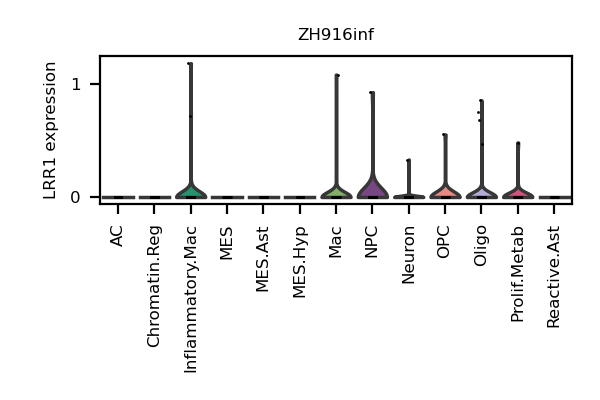 ZH916inf
LRR1 expression
1
0
AC
Chromatin.Reg
Inflammatory.Mac
MES
MES.Ast
MES.Hyp
Mac
NPC
Neuron
OPC
Oligo
Prolif.Metab
Reactive.Ast